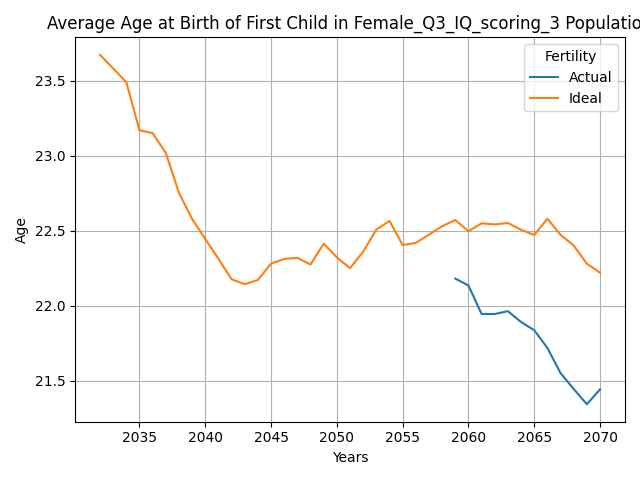 Average Age at Birth of First Child in Female_Q3_IQ_scoring_3 Populatio
Fertility
Actual
Ideal
23.5
23.0
22.5
22.0
21.5
Age
2035 2040 2045 2050 2055 2060 2065 2070
Years